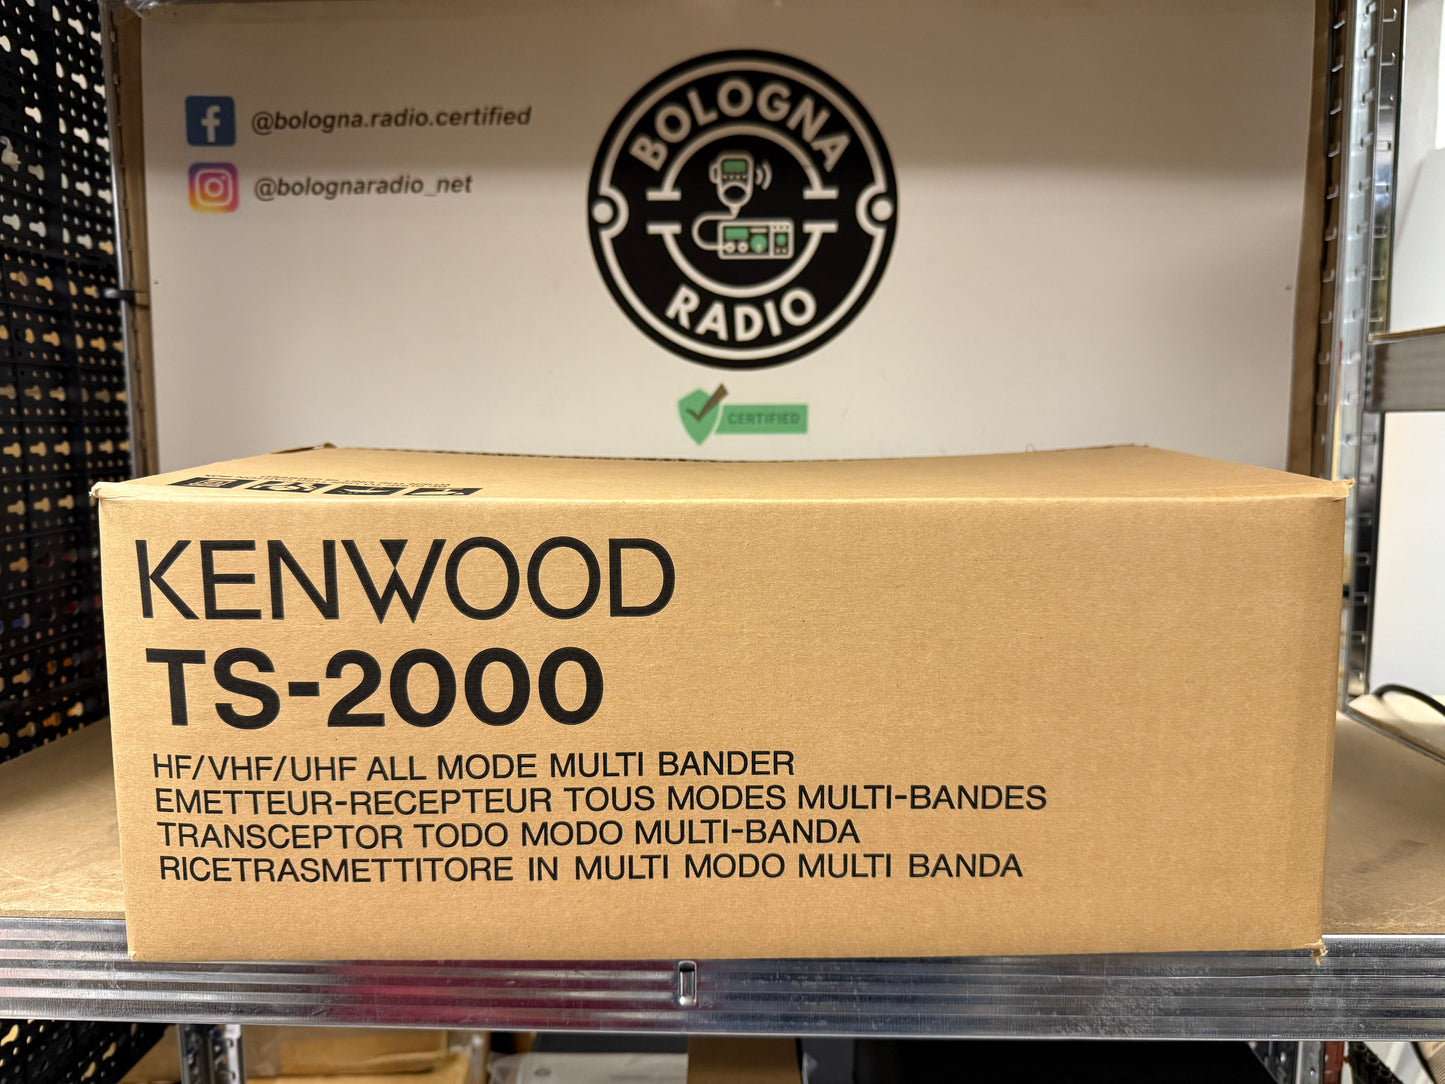 @bologna.radio.certified
@bolognaradio_net
BOLOGNA
RADIO
CERTIFIED
KENWOOD
TS-2000
HF/VHF/UHF ALL MODE MULTI BANDER
EMETTEUR-RECEPTEUR TOUS MODES MULTI-BANDES
TRANSCEPTOR TODO MODO MULTI-BANDA
RICETRASMETTITORE IN MULTI MODO MULTI BANDA